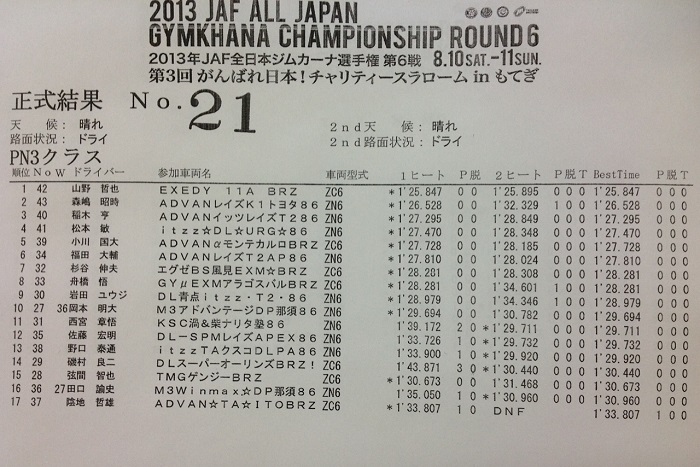 2013 JAF ALL JAPAN
GYMKHANA CHAMPIONSHIP ROUND 6
2013年JAF全日本ジムカーナ選手権 第6戦 8.10SAT.-11SUN.
第3回 がんばれ日本!チャリティースラローム in もてぎ
正式結果 No.21
天 候: 晴れ 2nd天 候: 晴れ
路面状況: ドライ 2nd路面状況: ドライ
PN3クラス
順位 No W ドライバー 参加車両名 車両型式 1ヒート P 脱 2ヒート P 脱 T BestTime P 脱 T
1 42 山野 哲也 EXEDY 11A BRZ ZC6 *1'25.847 0 0 1'25.895 0 0 0 1'25.847 0 0 0
2 43 森嶋 昭時 ADVANレイズK1トヨタ86 ZN6 *1'26.528 0 0 1'32.329 1 0 0 1'26.528 0 0 0
3 40 稲木 亨 ADVANイッツレイズT286 ZN6 *1'27.295 0 0 1'28.849 0 0 0 1'27.295 0 0 0
4 41 松本 敏 itzz☆DL☆URG☆86 ZN6 *1'27.470 0 0 1'28.348 0 0 0 1'27.470 0 0 0
5 39 小川 国大 ADVANαモンテカルロBRZ ZC6 *1'27.728 0 0 1'28.185 0 0 0 1'27.728 0 0 0
6 34 福田 大輔 ADVANレイズT2AP86 ZN6 *1'27.810 0 0 1'28.024 0 0 0 1'27.810 0 0 0
7 32 杉谷 伸夫 エグゼBS風見EXM☆BRZ ZC6 *1'28.281 0 0 1'28.308 0 0 0 1'28.281 0 0 0
8 33 舟橋 悟 GYμEXMアラゴスバルBRZ ZC6 *1'28.281 0 0 1'34.601 1 0 0 1'28.281 0 0 0
9 30 岩田 ユウジ DL青点itzz・T2・86 ZN6 *1'28.979 0 0 1'34.346 1 0 0 1'28.979 0 0 0
10 27 36岡本 明大 M3アドバンテージDP那須86 ZN6 *1'29.694 0 0 1'30.782 0 0 0 1'29.694 0 0 0
11 31 西宮 章悟 KSC渦&柴ナリタ塾86 ZN6 1'39.172 2 0 *1'29.711 0 0 0 1'29.711 0 0 0
12 35 佐藤 宏明 DL-SPMレイズAPEX86 ZN6 1'33.726 1 0 *1'29.732 0 0 0 1'29.732 0 0 0
13 38 野口 泰通 itzzTAクスコDLPA86 ZN6 1'33.900 1 0 *1'29.920 0 0 0 1'29.920 0 0 0
14 29 磯村 良二 DLスーパーオーリンズBRZ! ZC6 1'43.871 3 0 *1'30.440 0 0 0 1'30.440 0 0 0
15 28 弦間 智也 TMGゲンジーBRZ ZC6 *1'30.673 0 0 1'31.468 0 0 0 1'30.673 0 0 0
16 36 27田口 諭史 M3Winmax☆DP那須86 ZN6 1'35.050 1 0 *1'30.960 0 0 0 1'30.960 0 0 0
17 37 陰地 哲雄 ADVAN☆TA☆ITOBRZ ZC6 *1'33.807 1 0 DNF 1'33.807 1 0 0